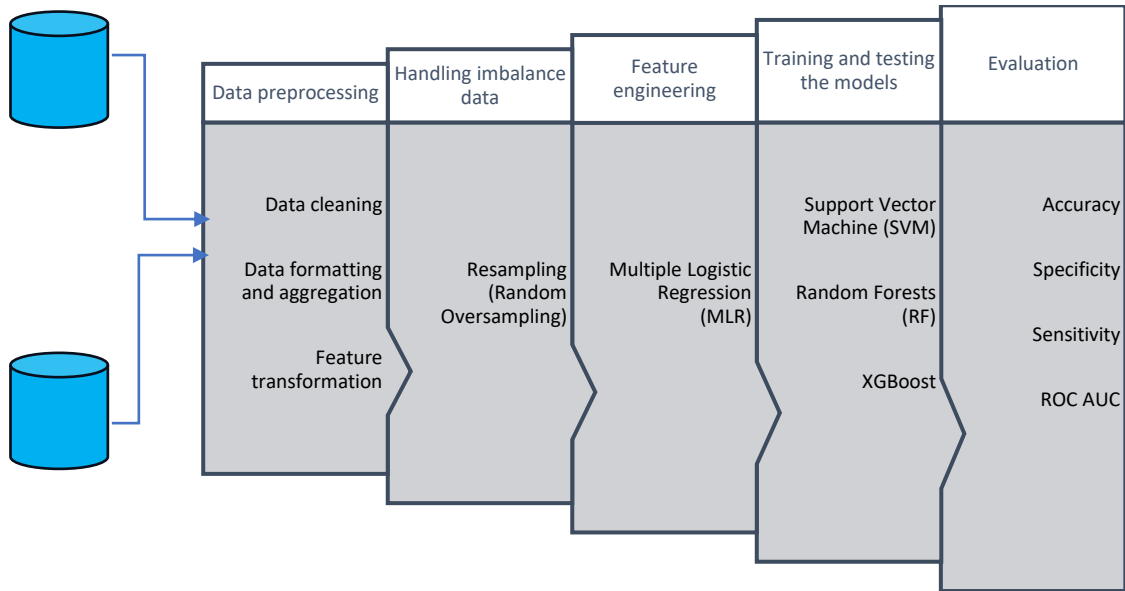 Data preprocessing
Handling imbalance
data
Feature
engineering
Training and testing
the models
Evaluation
Data cleaning
Data formatting
and aggregation
Feature
transformation
Resampling
(Random
Oversampling)
Multiple Logistic
Regression
(MLR)
Support Vector
Machine (SVM)
Random Forests
(RF)
XGBoost
Accuracy
Specificity
Sensitivity
ROC AUC